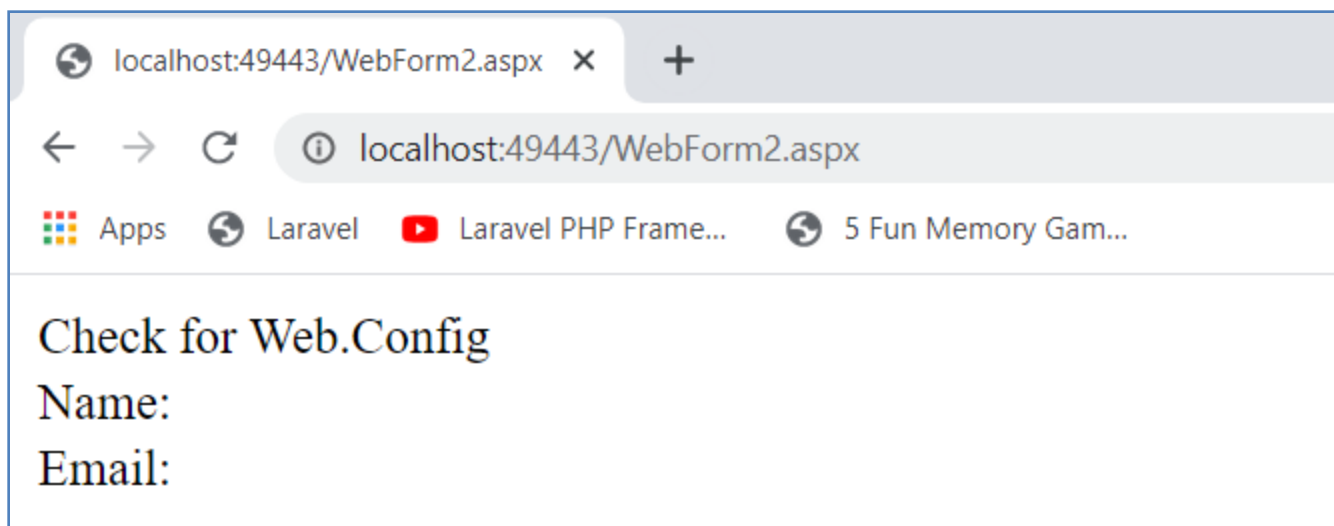 localhost:49443/WebForm2.aspx
localhost:49443/WebForm2.aspx
Apps Laravel Laravel PHP Frame... 5 Fun Memory Gam...
Check for Web.Config
Name:
Email: